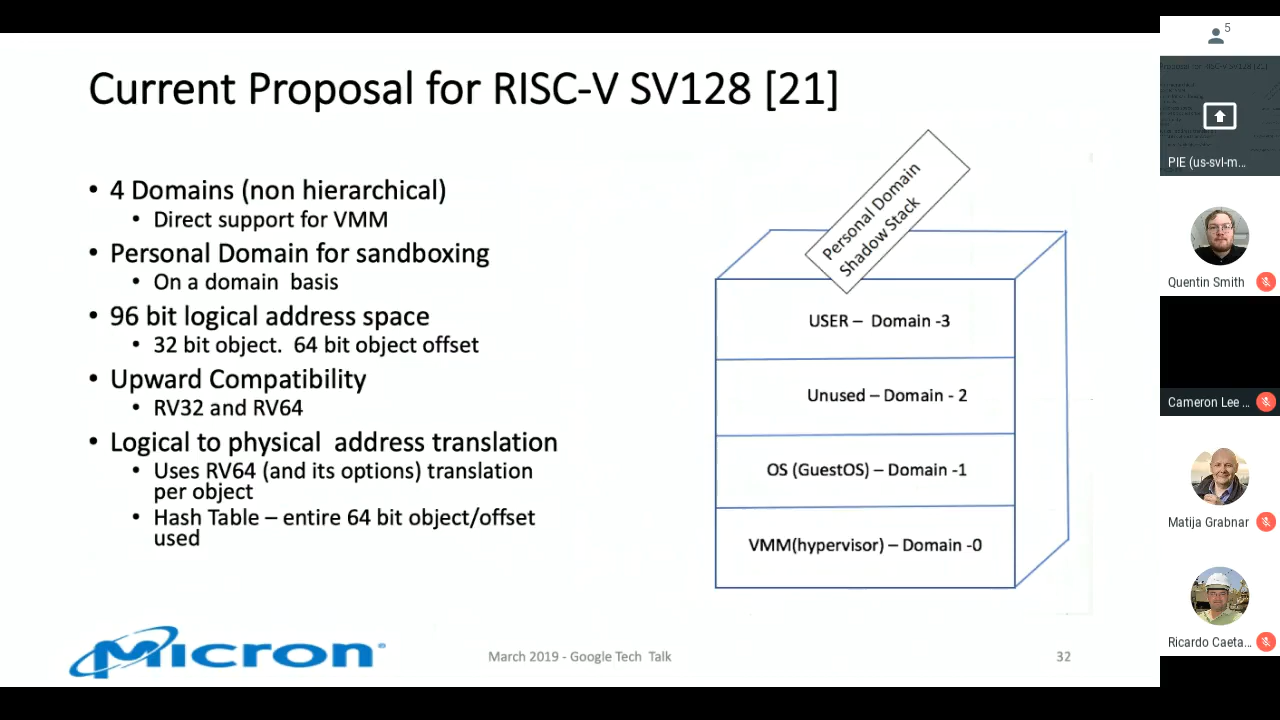 Current Proposal for RISC-V SV128 [21]
• 4 Domains (non hierarchical)
• Direct support for VMM
• Personal Domain for sandboxing
• On a domain basis
• 96 bit logical address space
• 32 bit object. 64 bit object offset
• Upward Compatibility
• RV32 and RV64
• Logical to physical address translation
• Uses RV64 (and its options) translation
per object
• Hash Table – entire 64 bit object/offset
used
Personal Domain
Shadow Stack
USER – Domain -3
Unused – Domain - 2
OS (GuestOS) – Domain -1
VMM(hypervisor) – Domain -0
Micron®
March 2019 - Google Tech Talk
32
5
PIE (us-svl-m...
Quentin Smith
Cameron Lee ...
Matija Grabnar
Ricardo Caeta...